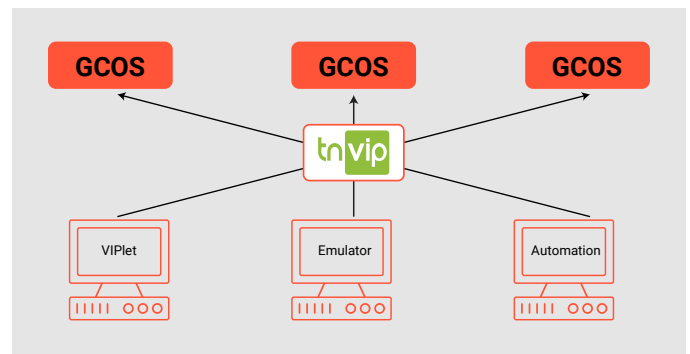 GCOS
GCOS
GCOS
tnvip
VIPlet
Emulator
Automation